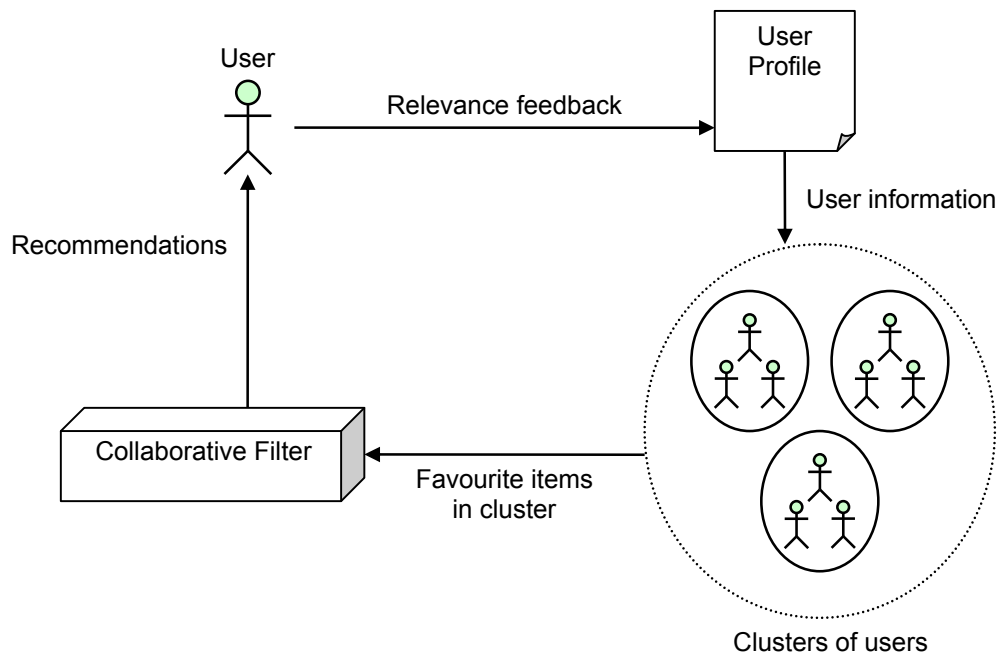 User
Profile
User
Relevance feedback
User information
Recommendations
Collaborative Filter
Favourite items
in cluster
Clusters of users